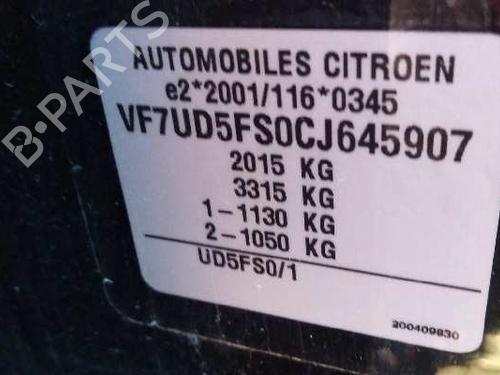 B-PARTS
AUTOMOBILES CITROEN
e2*2001/116*0345
VF7UD5FS0CJ645907
2015 KG
3315 KG
1-1130 KG
2-1050 KG
UD5FS0/1
200409830